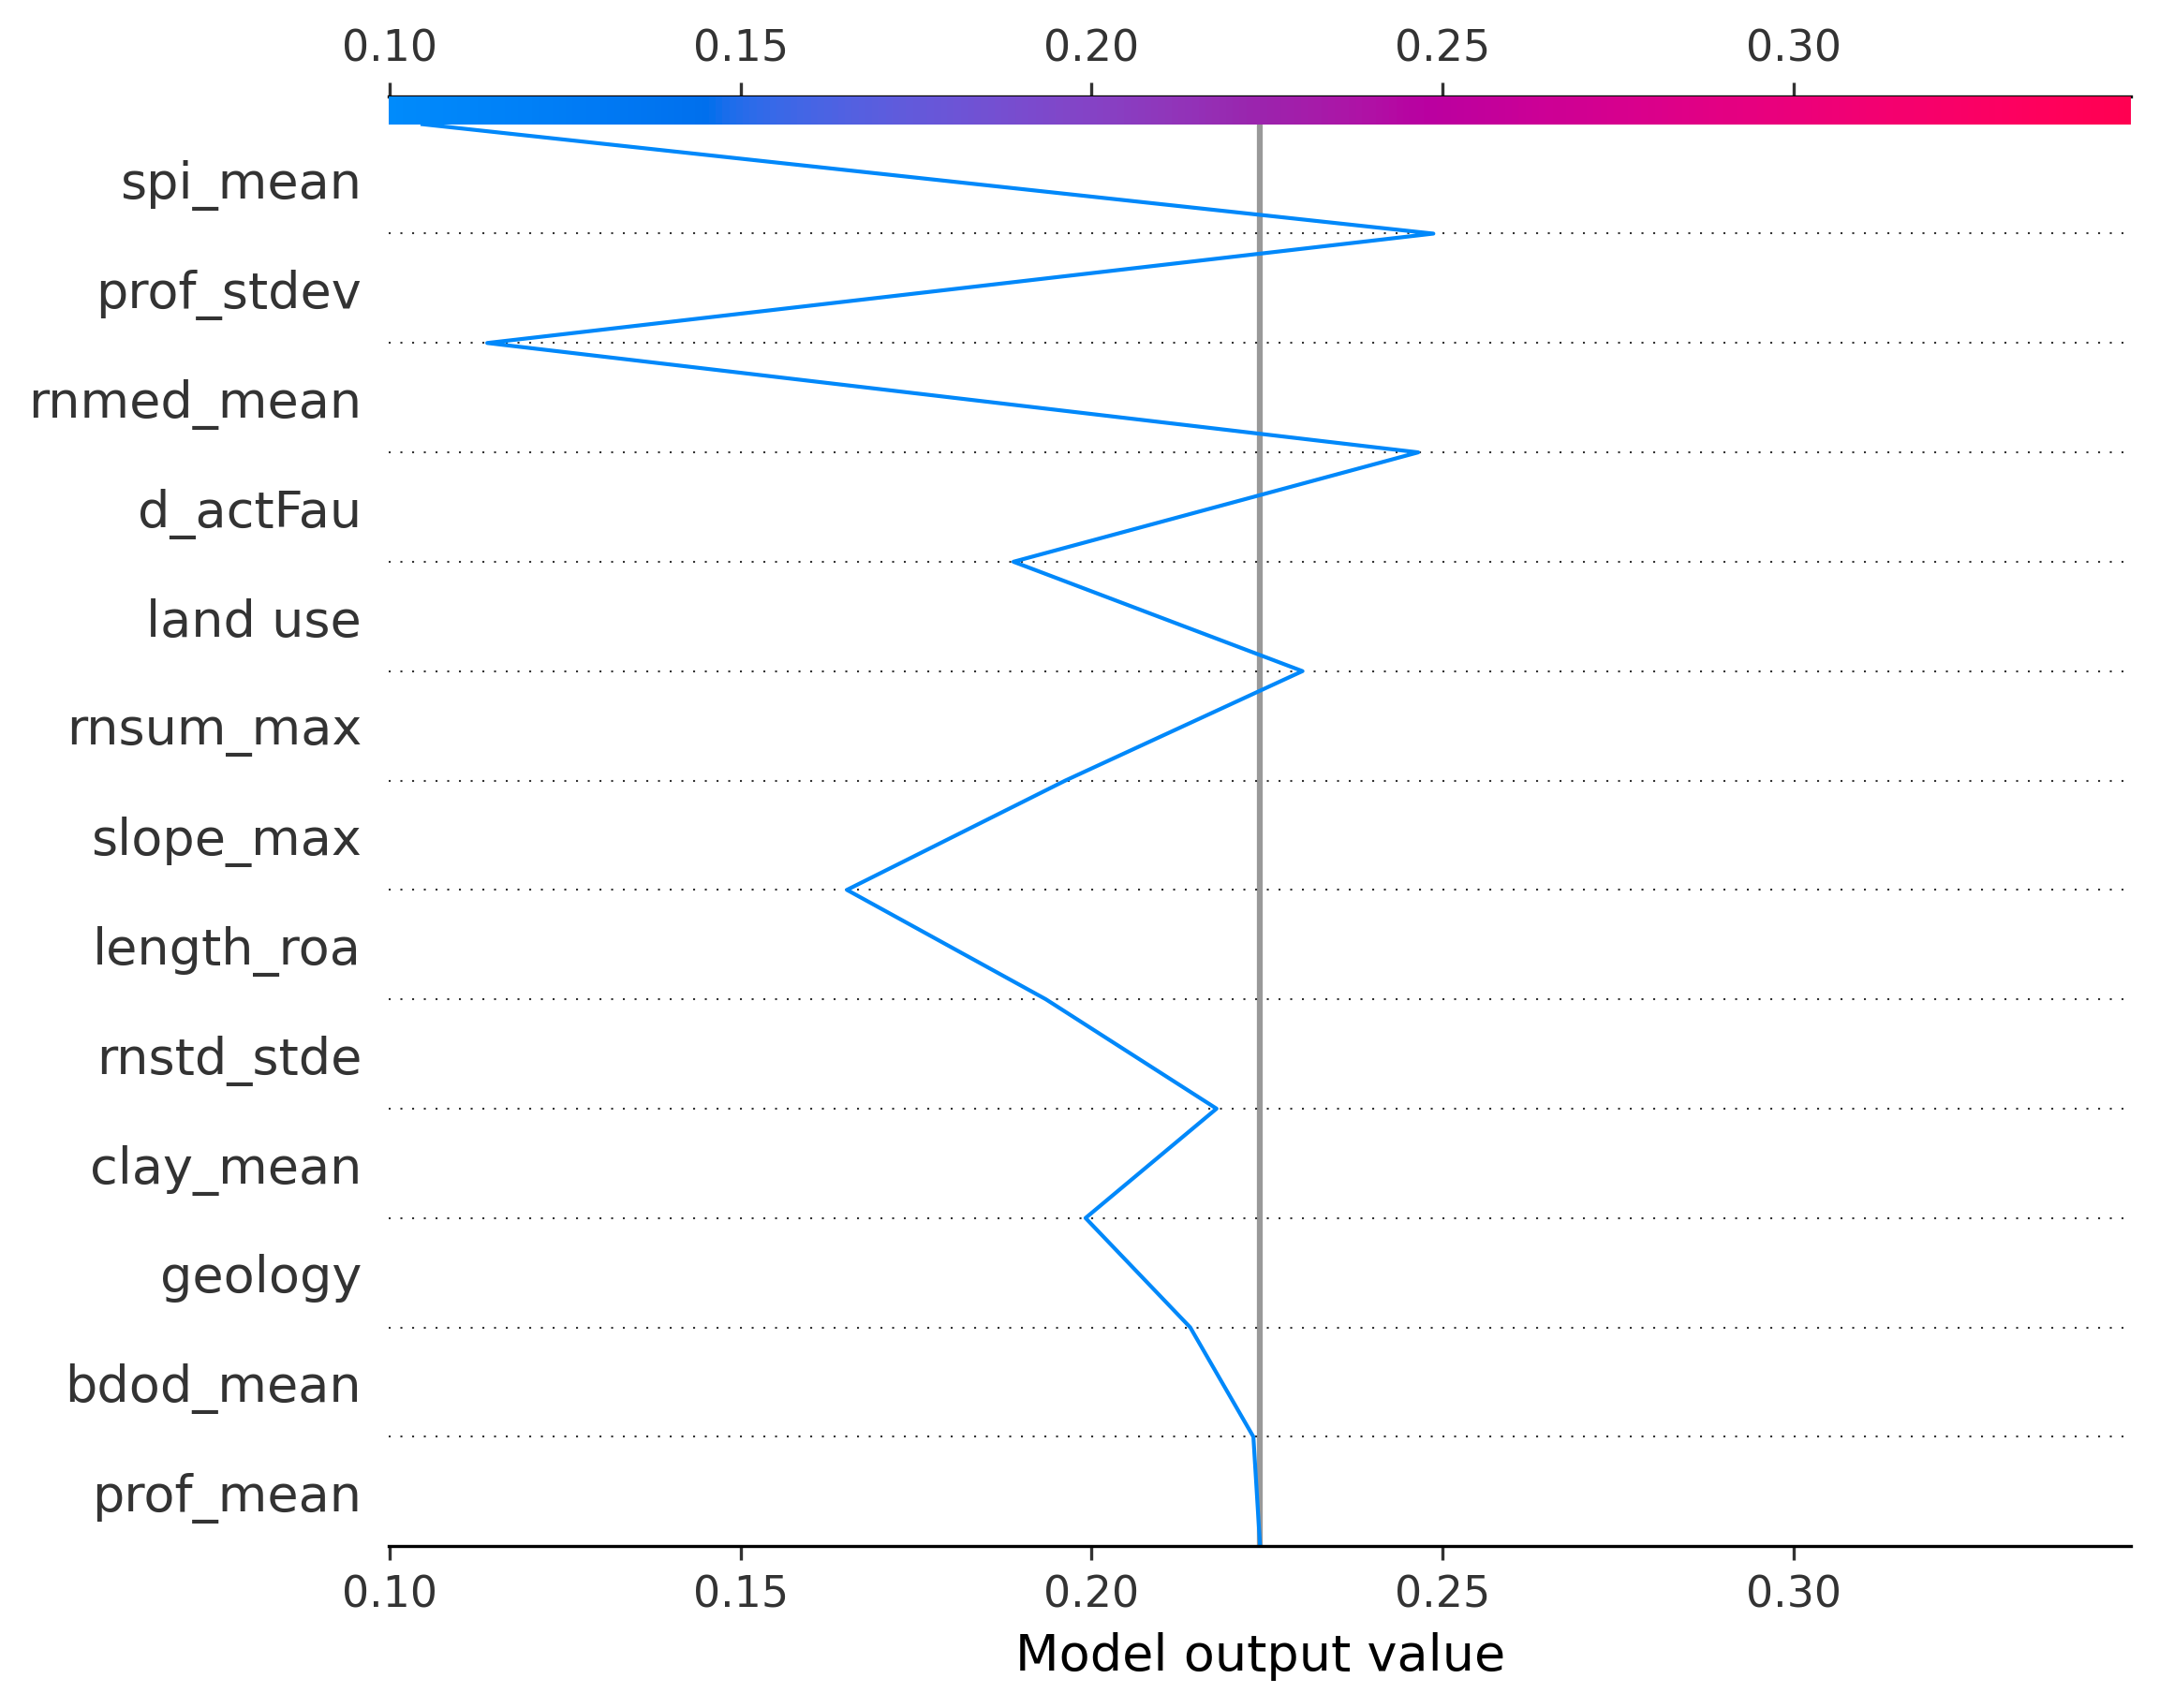 0.10 0.15 0.20 0.25 0.30
spi_mean
prof_stdev
rnmed_mean
d_actFau
land use
rnsum_max
slope_max
length_roa
rnstd_stde
clay_mean
geology
bdod_mean
prof_mean
0.10 0.15 0.20 0.25 0.30
Model output value